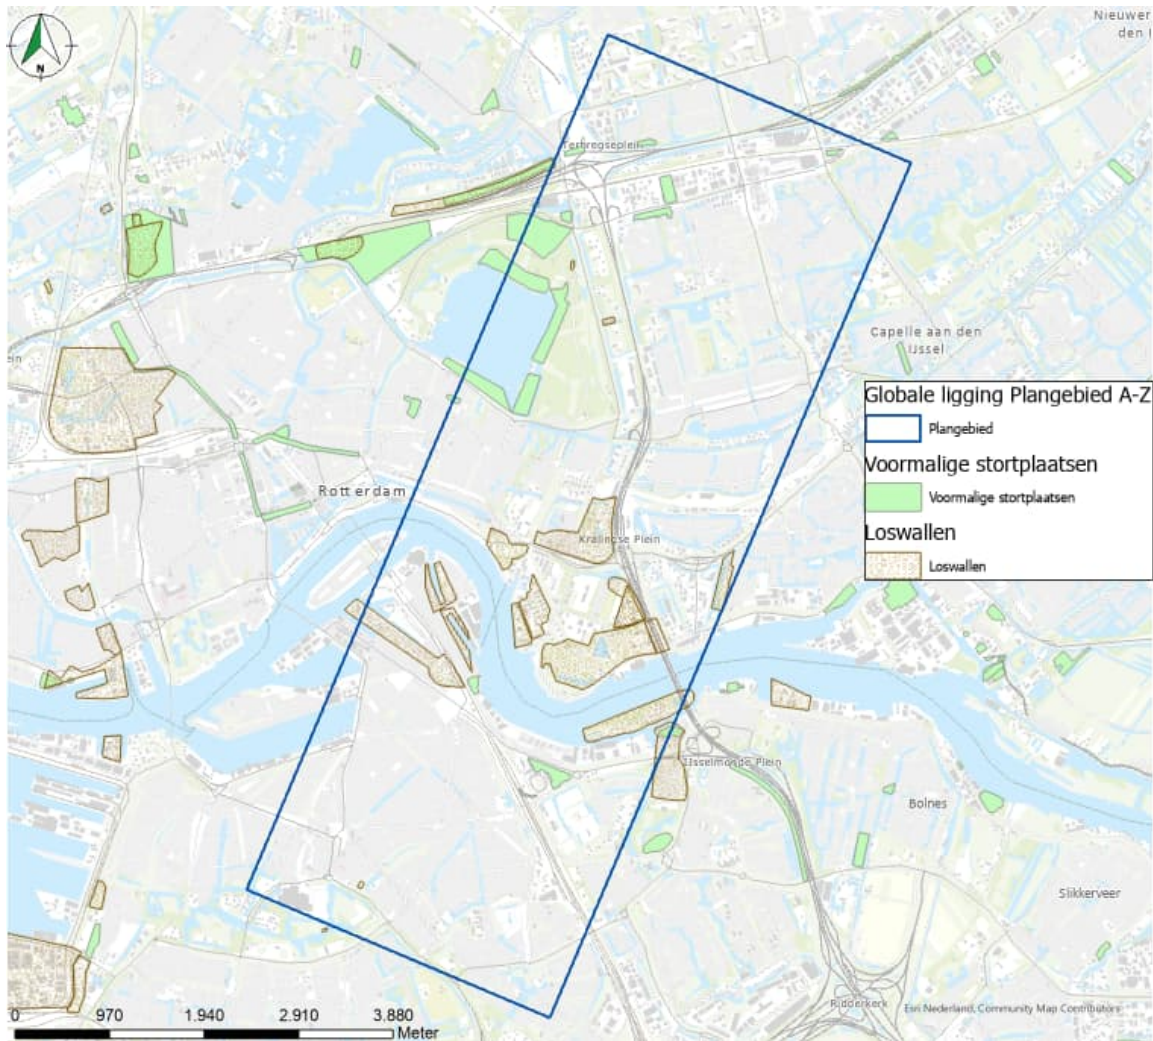 Nieuwer
den I
N
Terbregseplein
Capelle aan den
IJssel
ein
Globale ligging Plangebied A-Z
Plangebied
Voormalige stortplaatsen
Voormalige stortplaatsen
Loswallen
Loswallen
Rotterdam
Kralingse Plein
IJsselmonde Plein
Bolnes
Slikkerveer
Ridderkerk
Esri Nederland, Community Map Contributors
0 970 1.940 2.910 3.880
Meter